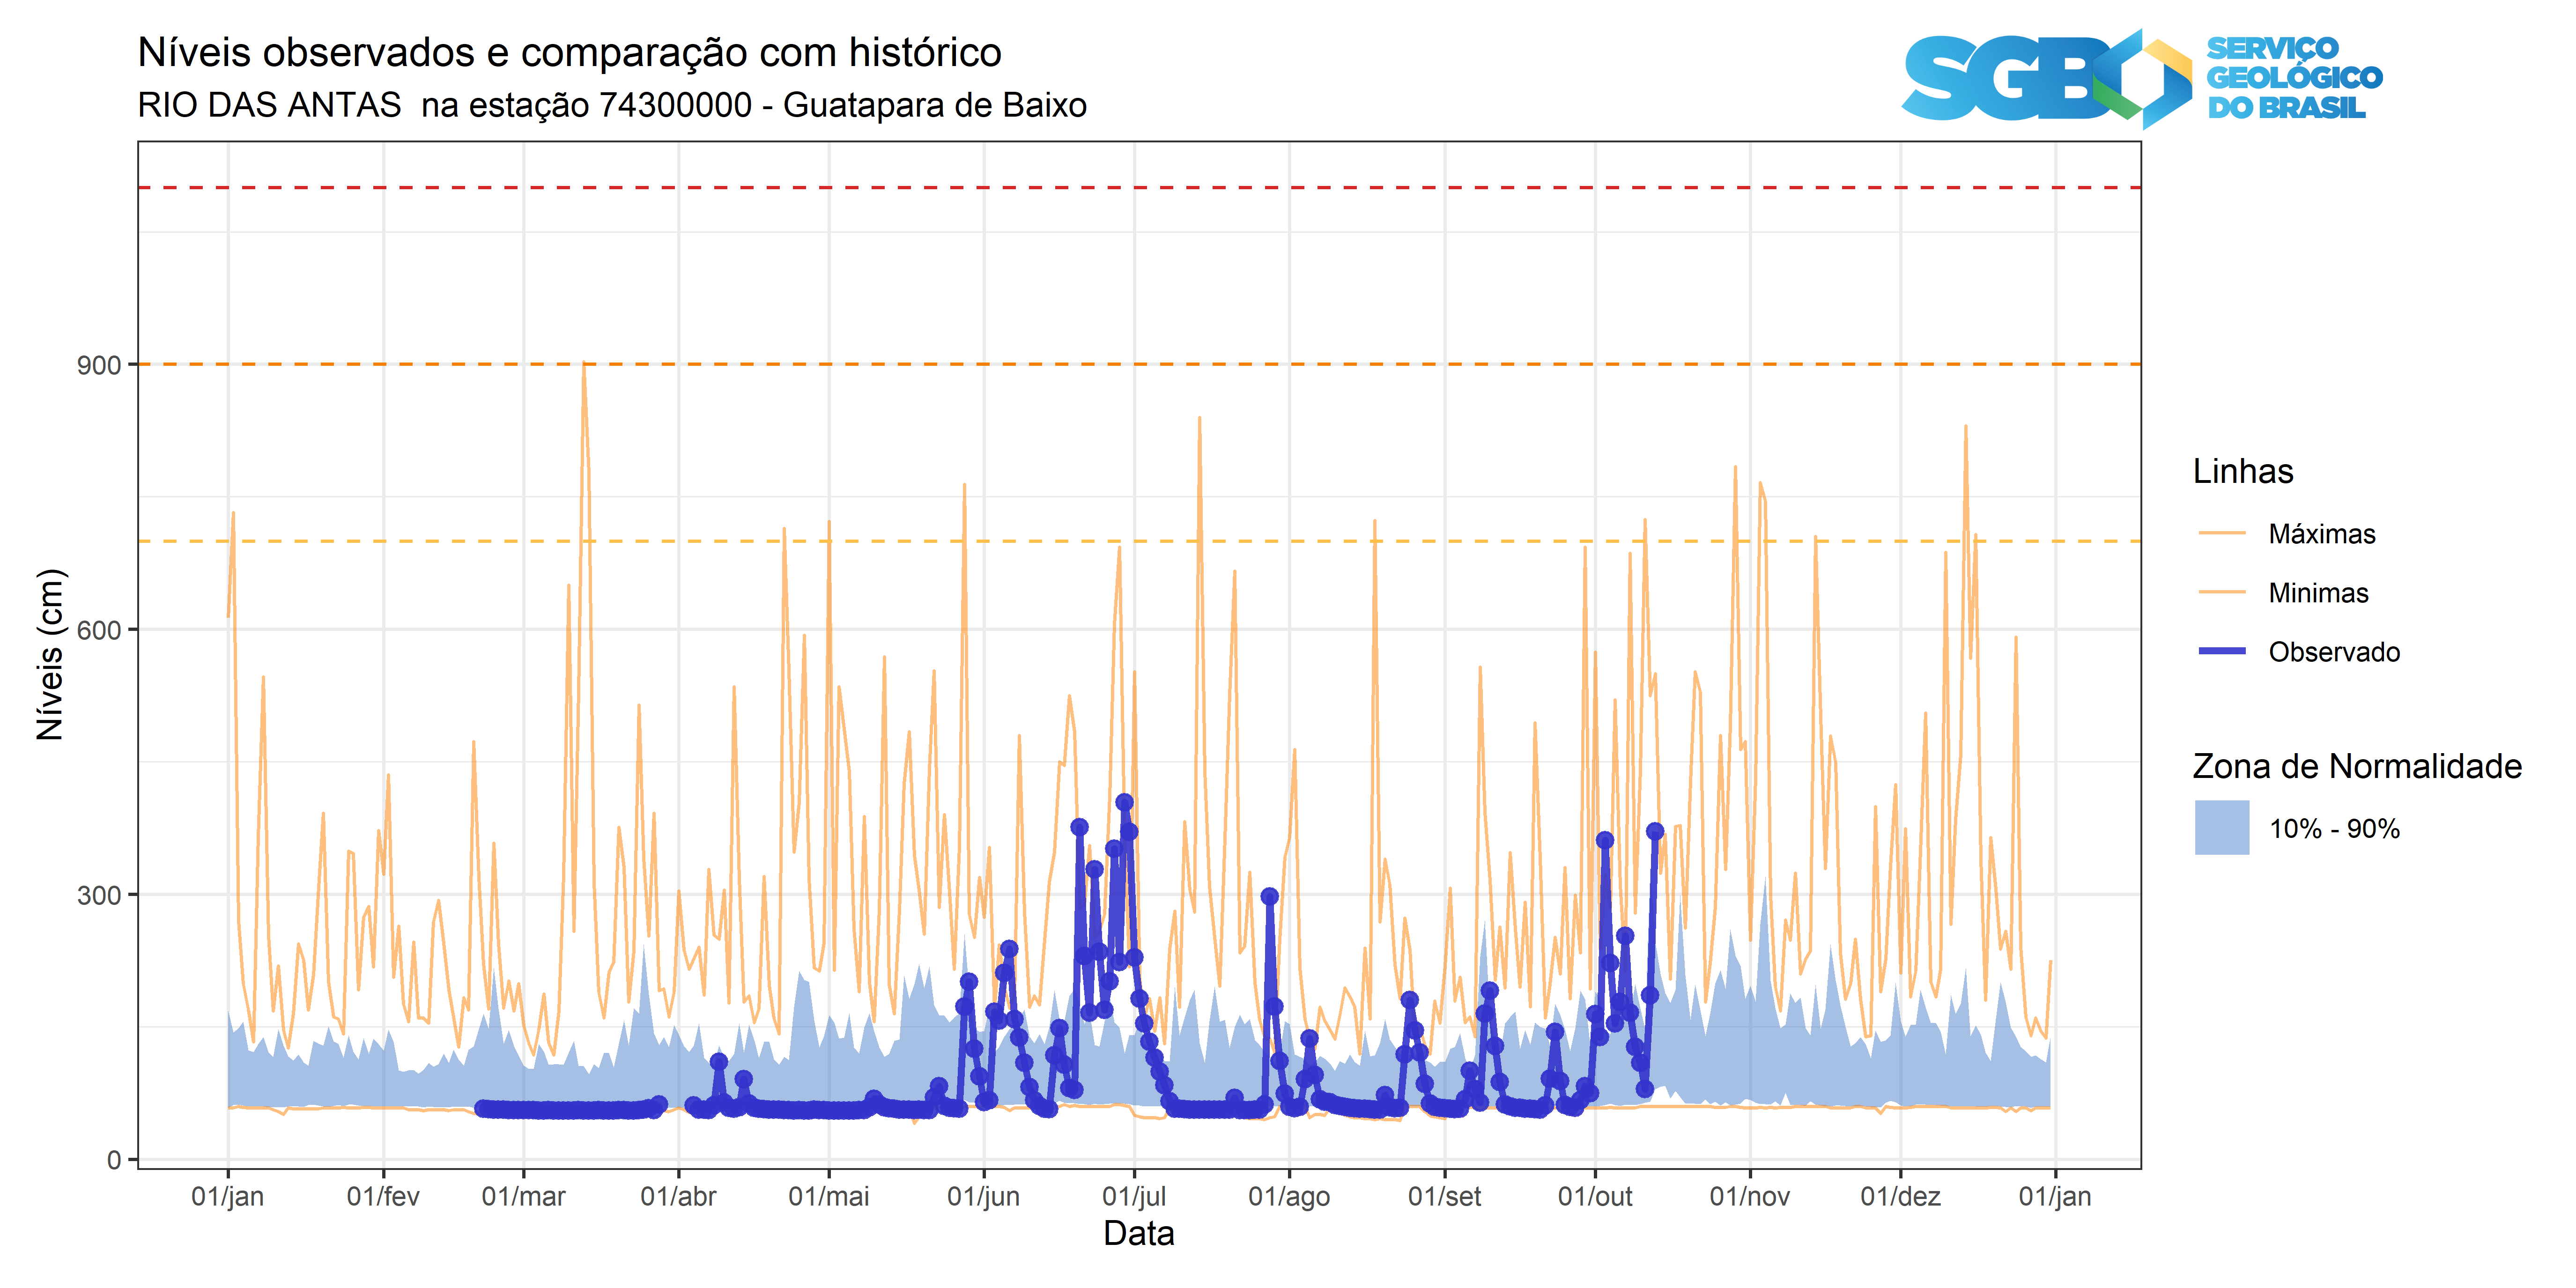 Níveis observados e comparação com histórico
RIO DAS ANTAS  na estação 74300000 - Guatapara de Baixo
SGB
SERVIÇO
GEOLÓGICO
DO BRASIL
Níveis (cm)
900
600
300
0
01/jan
01/fev
01/mar
01/abr
01/mai
01/jun
01/jul
01/ago
01/set
01/out
01/nov
01/dez
01/jan
Data
Linhas
Máximas
Minimas
Observado
Zona de Normalidade
10% - 90%